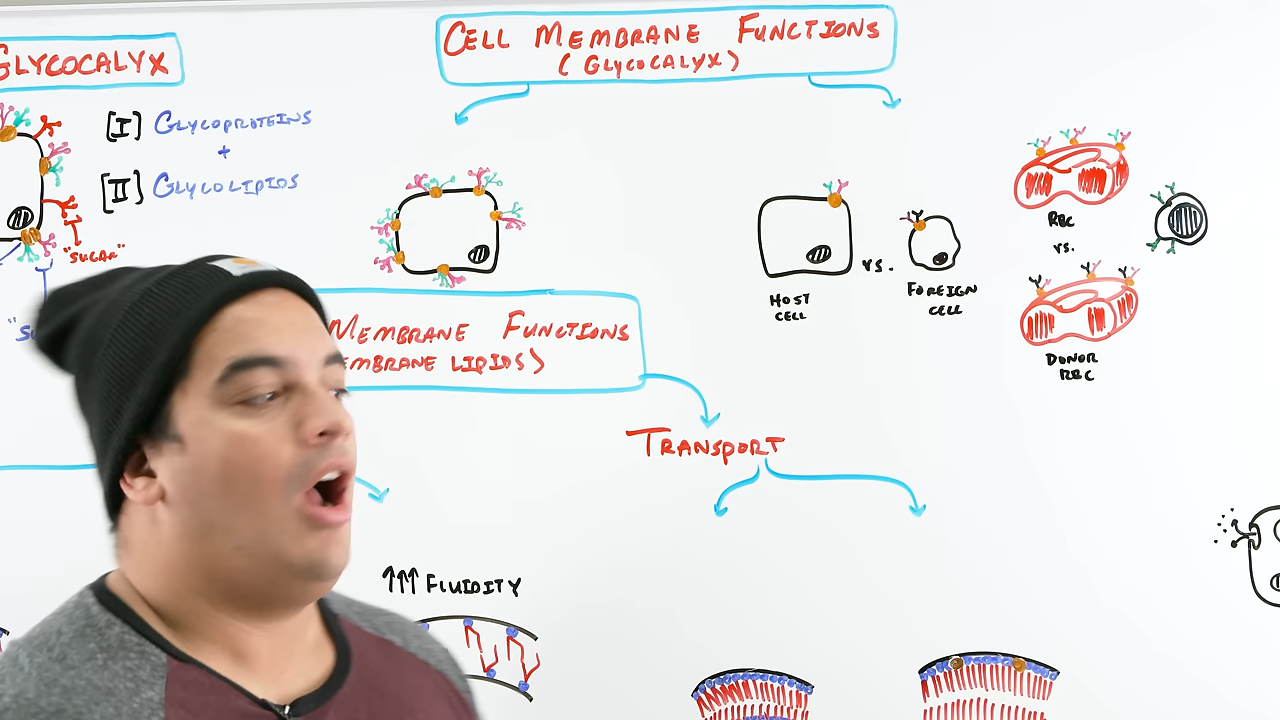 GLYCOCALYX
CELL MEMBRANE FUNCTIONS
(GLYCOCALYX)
[I] GLYCOPROTEINS
+
[II] GLYCOLIPIDS
"SUGAR"
HOST
CELL
vs.
FOREIGN
CELL
RBC
vs.
DONOR
RBC
MEMBRANE FUNCTIONS
EMBRANE LIPIDS)
TRANSPORT
↑↑↑ FLUIDITY